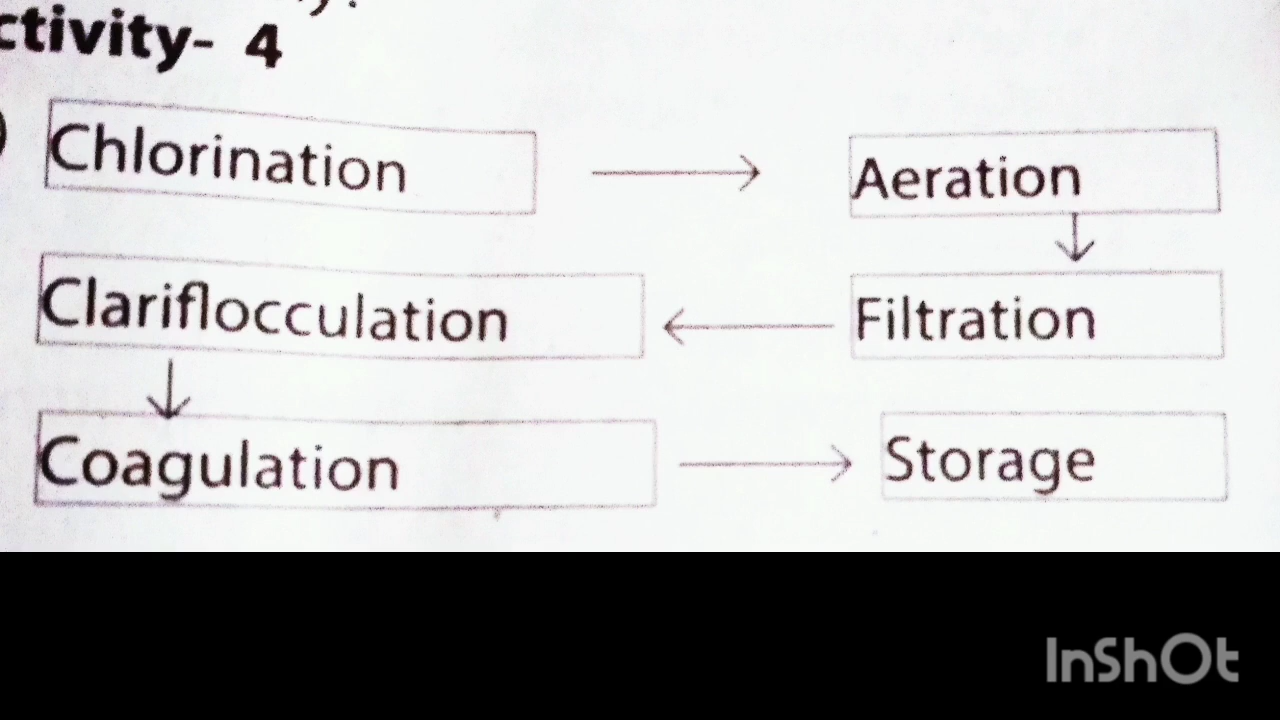 ctivity- 4
Chlorination
Aeration
Clariflocculation
Filtration
Coagulation
Storage
InShOt